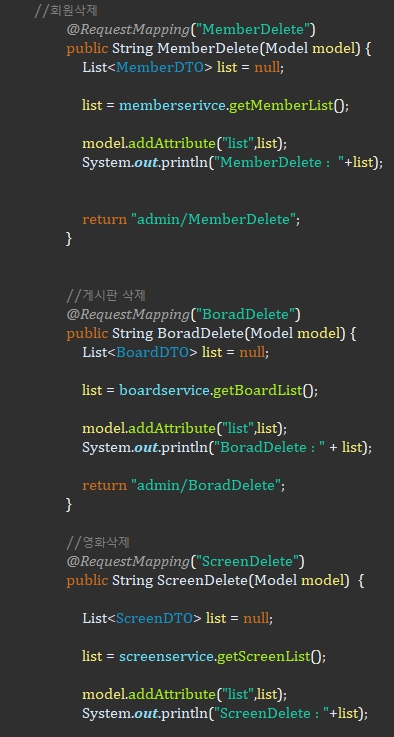 //회원삭제
@RequestMapping("MemberDelete")
public String MemberDelete(Model model) {
List<MemberDTO> list = null;
list = memberserivce.getMemberList();
model.addAttribute("list",list);
System.out.println("MemberDelete :  "+list);
return "admin/MemberDelete";
}
//게시판 삭제
@RequestMapping("BoradDelete")
public String BoradDelete(Model model) {
List<BoardDTO> list = null;
list = boardservice.getBoardList();
model.addAttribute("list",list);
System.out.println("BoradDelete : " + list);
return "admin/BoradDelete";
}
//영화삭제
@RequestMapping("ScreenDelete")
public String ScreenDelete(Model model)  {
List<ScreenDTO> list = null;
list = screenservice.getScreenList();
model.addAttribute("list",list);
System.out.println("ScreenDelete : "+list);